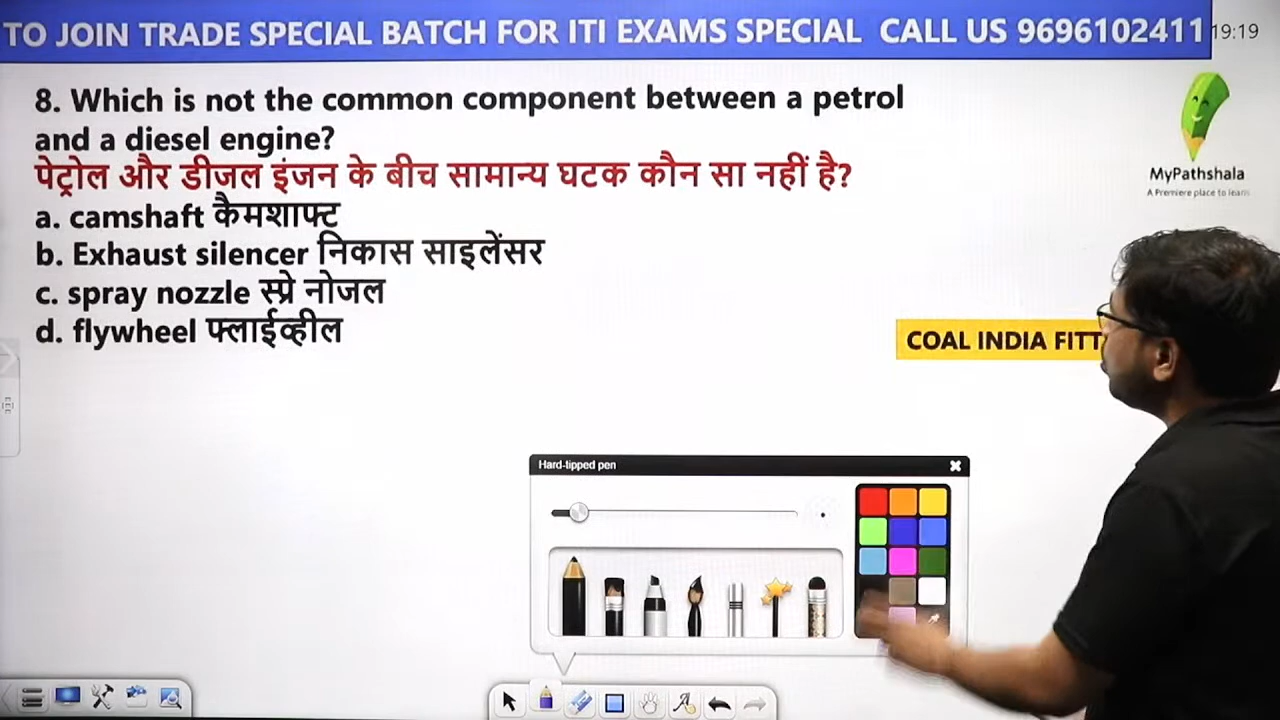 TO JOIN TRADE SPECIAL BATCH FOR ITI EXAMS SPECIAL CALL US 9696102411
19:19
8. Which is not the common component between a petrol
and a diesel engine?
पेट्रोल और डीजल इंजन के बीच सामान्य घटक कौन सा नहीं है?
a. camshaft कैमशाफ्ट
b. Exhaust silencer निकास साइलेंसर
c. spray nozzle स्प्रे नोजल
d. flywheel फ्लाईव्हील
MyPathshala
A Premiere place to learn
COAL INDIA FITT
Hard-tipped pen